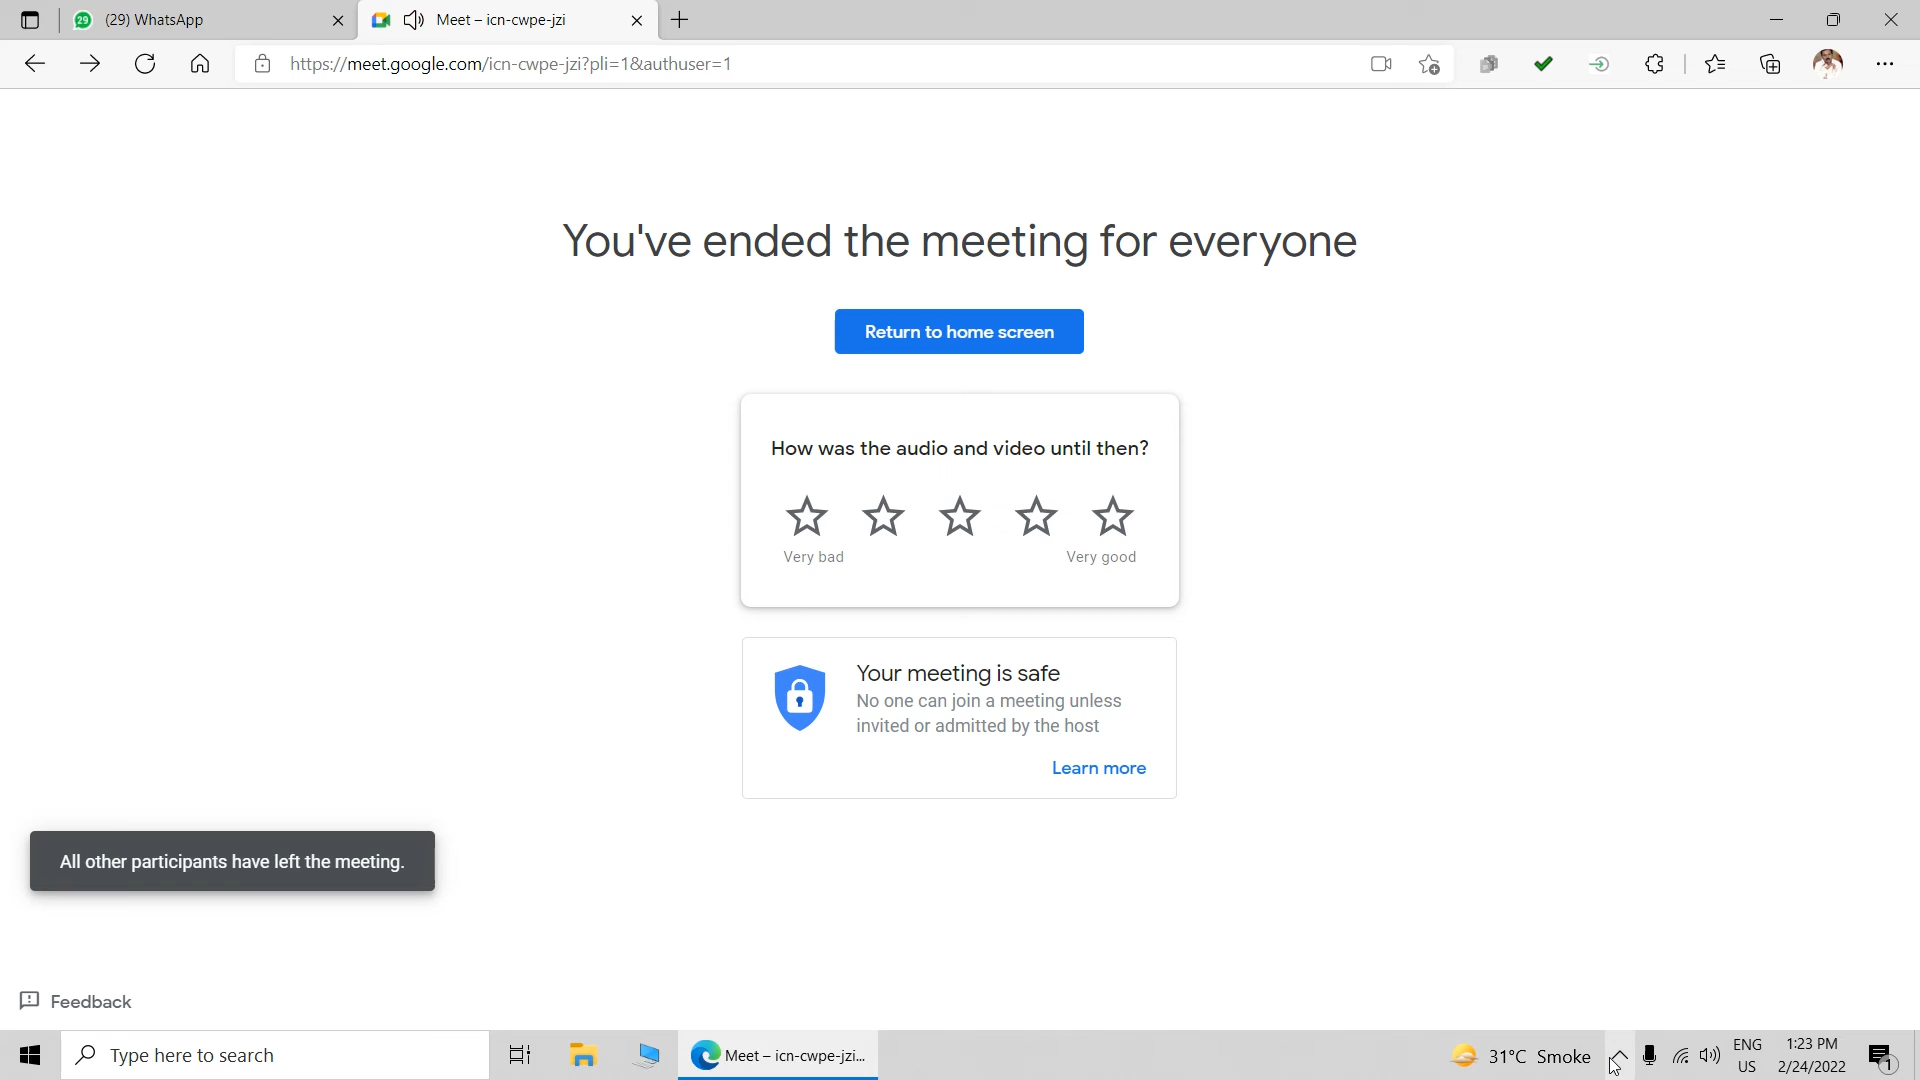 29
(29) WhatsApp
Meet – icn-cwpe-jzi
https://meet.google.com/icn-cwpe-jzi?pli=1&authuser=1
You've ended the meeting for everyone
Return to home screen
How was the audio and video until then?
Very bad
Very good
Your meeting is safe
No one can join a meeting unless
invited or admitted by the host
Learn more
All other participants have left the meeting.
Feedback
Type here to search
Meet – icn-cwpe-jzi...
31°C Smoke
ENG
US
1:23 PM
2/24/2022
1